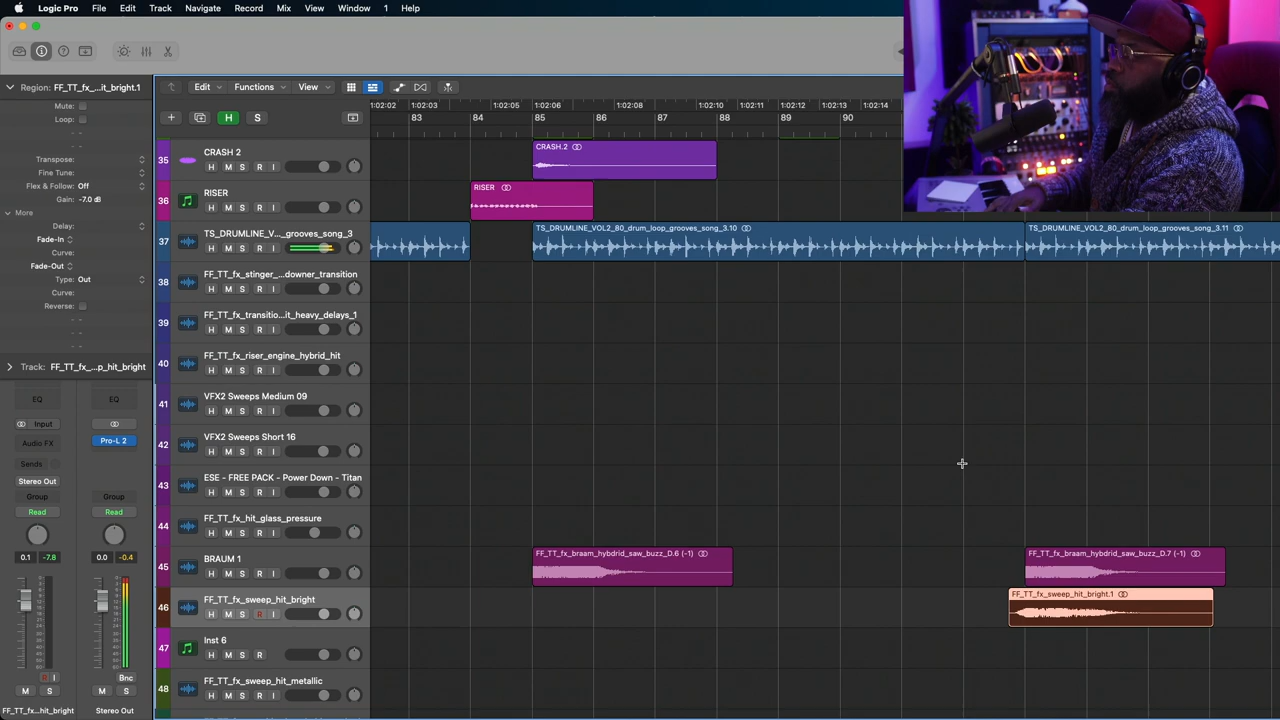 Logic Pro File Edit Track Navigate Record Mix View Window 1 Help
Region: FF_TT_fx_...it_bright.1
Mute:
Loop:
Transpose:
Fine Tune:
Flex & Follow: Off
Gain: -7.0 dB
More
Delay:
Fade-In
Curve:
Fade-Out
Type: Out
Curve:
Reverse:
Track: FF_TT_fx_...p_hit_bright
EQ EQ
Input
Audio FX Pro-L 2
Sends
Stereo Out
Group Group
Read Read
0.1 -7.8 0.0 -0.4
R I Bnc
M S M S
FF_TT_fx...hit_bright Stereo Out
Edit Functions View
H S
1:02:02 1:02:03 1:02:05 1:02:06 1:02:08 1:02:10 1:02:11 1:02:12 1:02:13 1:02:14
83 84 85 86 87 88 89 90
35 CRASH 2
H M S R I
CRASH.2
36 RISER
H M S R I
RISER
37 TS_DRUMLINE_V..._grooves_song_3
H M S R I
TS_DRUMLINE_VOL2_80_drum_loop_grooves_song_3.10
TS_DRUMLINE_VOL2_80_drum_loop_grooves_song_3.11
38 FF_TT_fx_stinger_...downer_transition
H M S R I
39 FF_TT_fx_transitio...it_heavy_delays_1
H M S R I
40 FF_TT_fx_riser_engine_hybrid_hit
H M S R I
41 VFX2 Sweeps Medium 09
H M S R I
42 VFX2 Sweeps Short 16
H M S R I
43 ESE - FREE PACK - Power Down - Titan
H M S R I
44 FF_TT_fx_hit_glass_pressure
H M S R I
45 BRAUM 1
H M S R I
FF_TT_fx_braam_hybdrid_saw_buzz_D.6 (-1)
FF_TT_fx_braam_hybdrid_saw_buzz_D.7 (-1)
46 FF_TT_fx_sweep_hit_bright
H M S R I
FF_TT_fx_sweep_hit_bright.1
47 Inst 6
H M S R
48 FF_TT_fx_sweep_hit_metallic
H M S R I